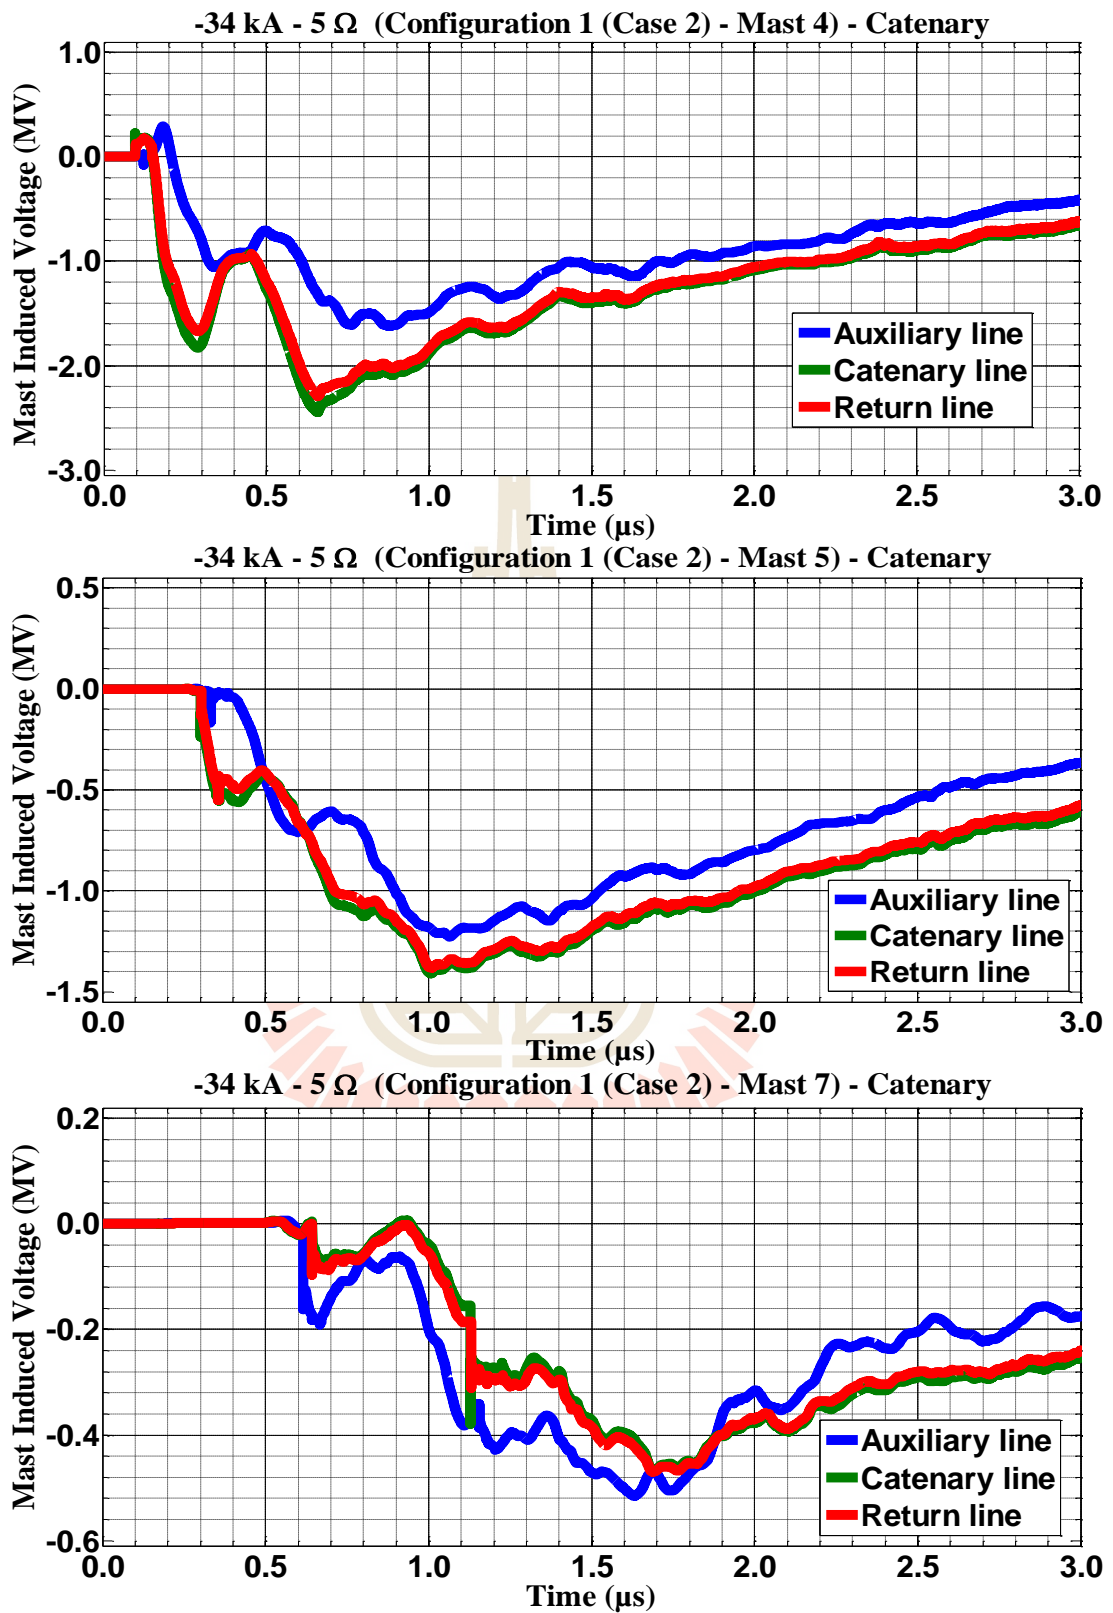 -34 kA - 5 Ω (Configuration 1 (Case 2) - Mast 4) - Catenary
Mast Induced Voltage (MV)
1.0
0.0
-1.0
-2.0
-3.0
Auxiliary line
Catenary line
Return line
0.0 0.5 1.0 1.5 2.0 2.5 3.0
Time (µs)
-34 kA - 5 Ω (Configuration 1 (Case 2) - Mast 5) - Catenary
Mast Induced Voltage (MV)
0.5
0.0
-0.5
-1.0
-1.5
Auxiliary line
Catenary line
Return line
0.0 0.5 1.0 1.5 2.0 2.5 3.0
Time (µs)
-34 kA - 5 Ω (Configuration 1 (Case 2) - Mast 7) - Catenary
Mast Induced Voltage (MV)
0.2
0.0
-0.2
-0.4
-0.6
Auxiliary line
Catenary line
Return line
0.0 0.5 1.0 1.5 2.0 2.5 3.0
Time (µs)